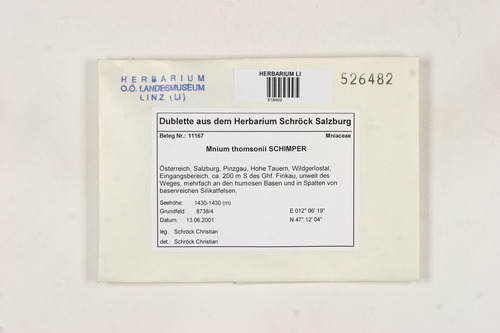 HERBARIUM
O.Ö. LANDESMUSEUM
LINZ (LI)
HERBARIUM LI
526482
Dublette aus dem Herbarium Schröck Salzburg
Beleg Nr.: 11167 Mniaceae
Mnium thomsonii SCHIMPER
Österreich, Salzburg, Pinzgau, Hohe Tauern, Wildgerlostal,
Eingangsbereich, ca. 200 m S des Ghf. Finkau, unweit des
Weges, mehrfach an den humosen Basen und in Spalten von
basenreichen Silikatfelsen.
Seehöhe: 1430-1430 (m)
Grundfeld: 8738/4 E 012° 06' 19"
Datum: 13.06.2001 N 47° 12' 04"
leg.: Schröck Christian
det.: Schröck Christian